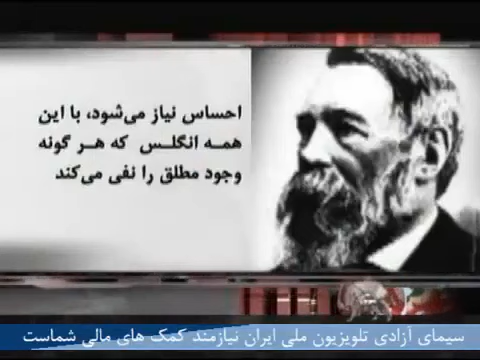 احساس نیاز می‌شود، با این
همه انگلس که هر گونه
وجود مطلق را نفی می‌کند
سیمای آزادی تلویزیون ملی ایران نیازمند کمک های مالی شماست